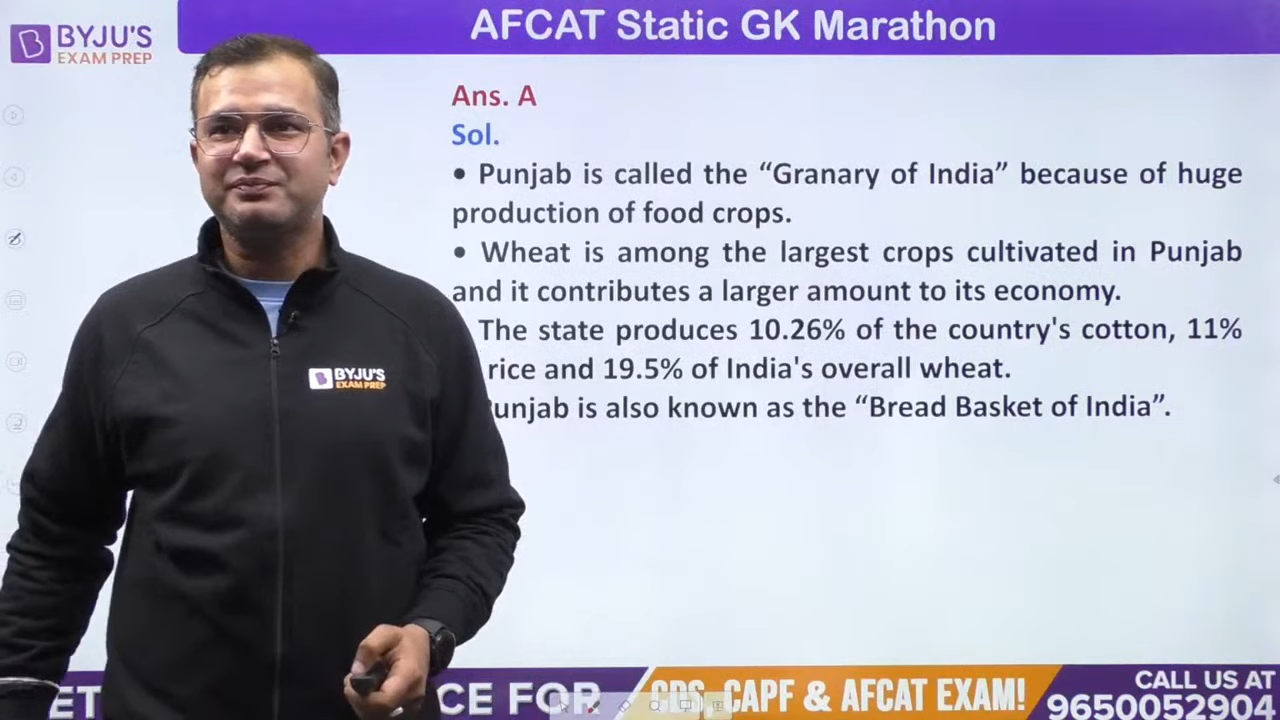 BYJU'S
EXAM PREP
AFCAT Static GK Marathon
Ans. A
Sol.
• Punjab is called the “Granary of India” because of huge
production of food crops.
• Wheat is among the largest crops cultivated in Punjab
and it contributes a larger amount to its economy.
The state produces 10.26% of the country's cotton, 11%
rice and 19.5% of India's overall wheat.
unjab is also known as the “Bread Basket of India”.
BYJU'S
EXAM PREP
ET
CE FOR
CDS, CAPF & AFCAT EXAM!
CALL US AT
9650052904